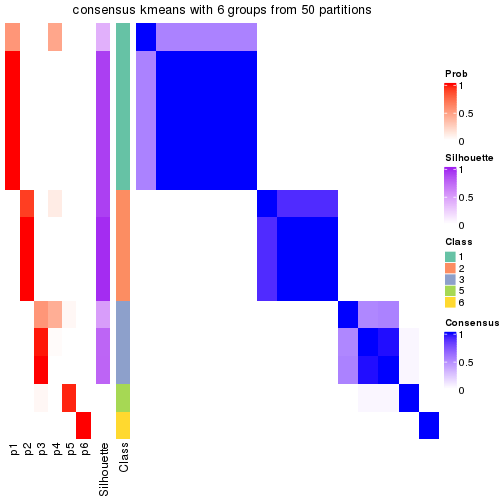 consensus kmeans with 6 groups from 50 partitions
Prob
1
0.5
0
Silhouette
1
0.5
0
Class
1
2
3
5
6
Consensus
1
0.5
0
p1
p2
p3
p4
p5
p6
Silhouette
Class